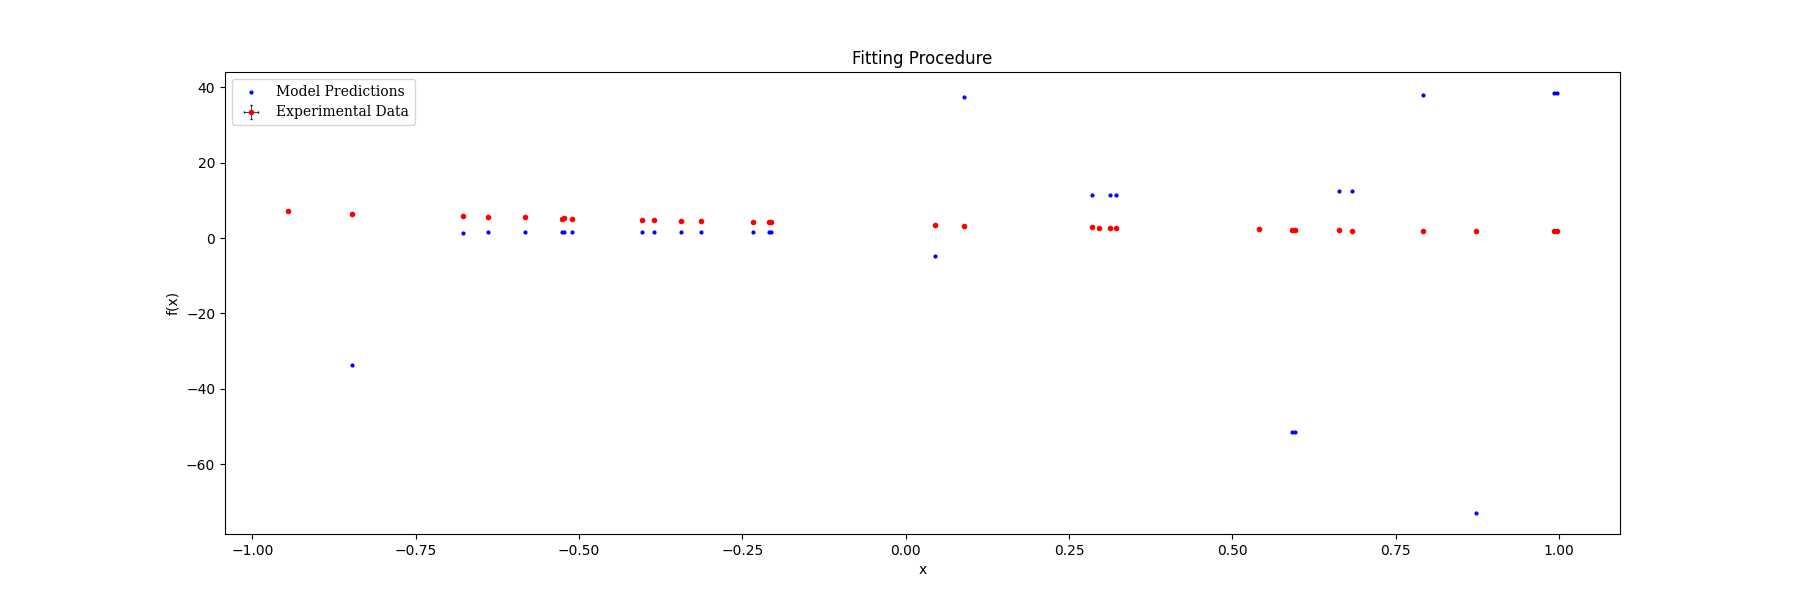 Fitting Procedure
Model Predictions
Experimental Data
f(x)
40
20
0
−20
−40
−60
−1.00 −0.75 −0.50 −0.25 0.00 0.25 0.50 0.75 1.00
x